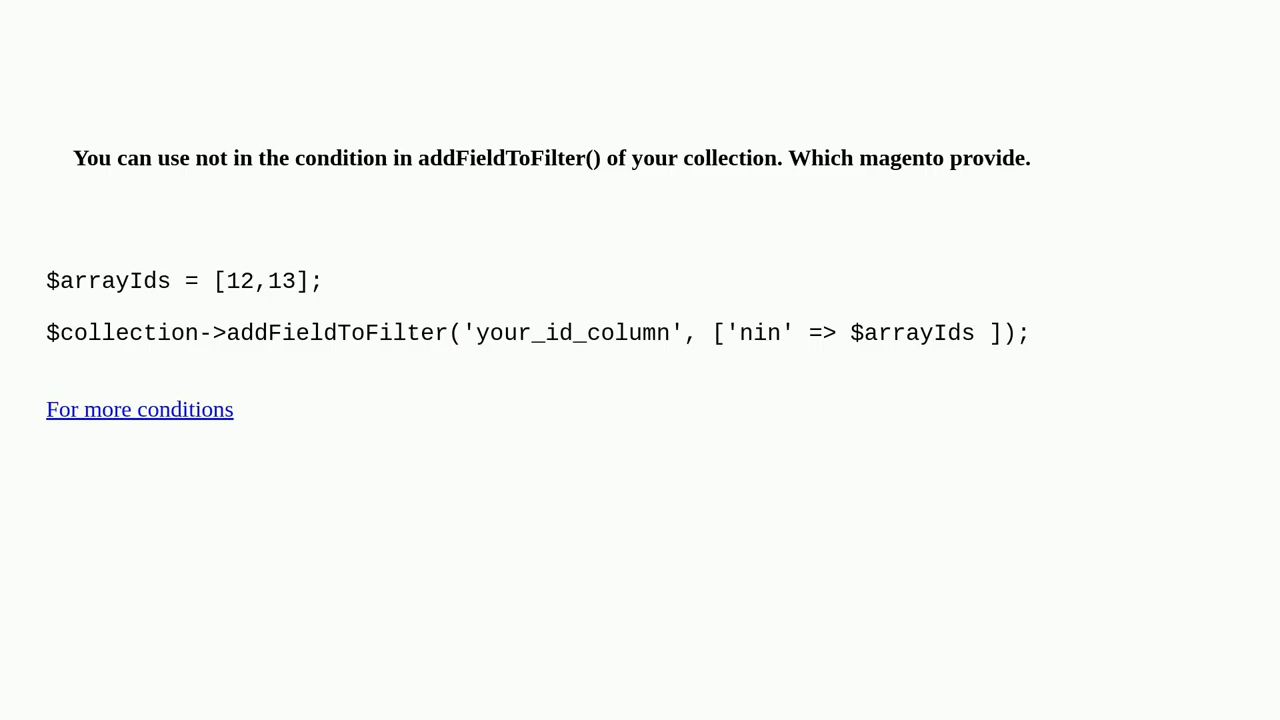 You can use not in the condition in addFieldToFilter() of your collection. Which magento provide.
$arrayIds = [12,13];
$collection->addFieldToFilter('your_id_column', ['nin' => $arrayIds ]);
For more conditions